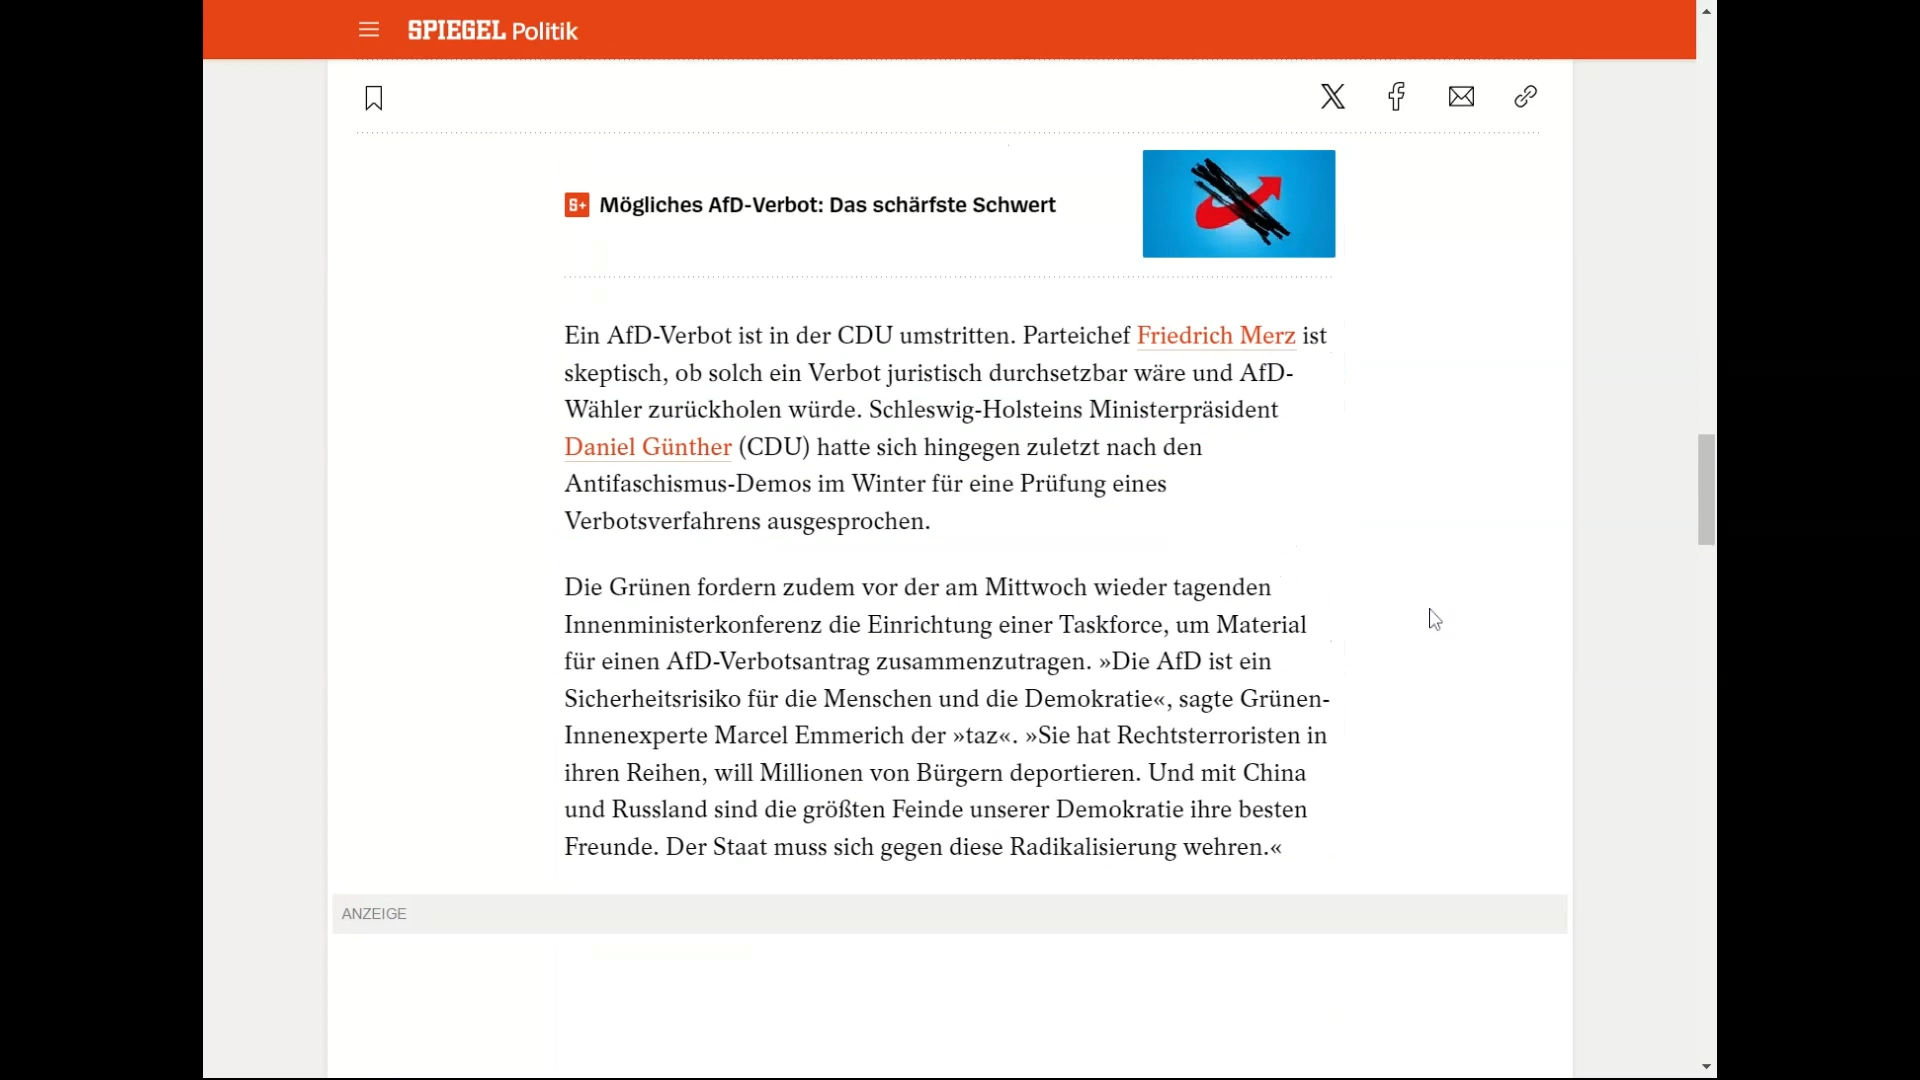 SPIEGEL Politik
S+ Mögliches AfD-Verbot: Das schärfste Schwert
Ein AfD-Verbot ist in der CDU umstritten. Parteichef Friedrich Merz ist
skeptisch, ob solch ein Verbot juristisch durchsetzbar wäre und AfD-
Wähler zurückholen würde. Schleswig-Holsteins Ministerpräsident
Daniel Günther (CDU) hatte sich hingegen zuletzt nach den
Antifaschismus-Demos im Winter für eine Prüfung eines
Verbotsverfahrens ausgesprochen.
Die Grünen fordern zudem vor der am Mittwoch wieder tagenden
Innenministerkonferenz die Einrichtung einer Taskforce, um Material
für einen AfD-Verbotsantrag zusammenzutragen. »Die AfD ist ein
Sicherheitsrisiko für die Menschen und die Demokratie«, sagte Grünen-
Innenexperte Marcel Emmerich der »taz«. »Sie hat Rechtsterroristen in
ihren Reihen, will Millionen von Bürgern deportieren. Und mit China
und Russland sind die größten Feinde unserer Demokratie ihre besten
Freunde. Der Staat muss sich gegen diese Radikalisierung wehren.«
ANZEIGE